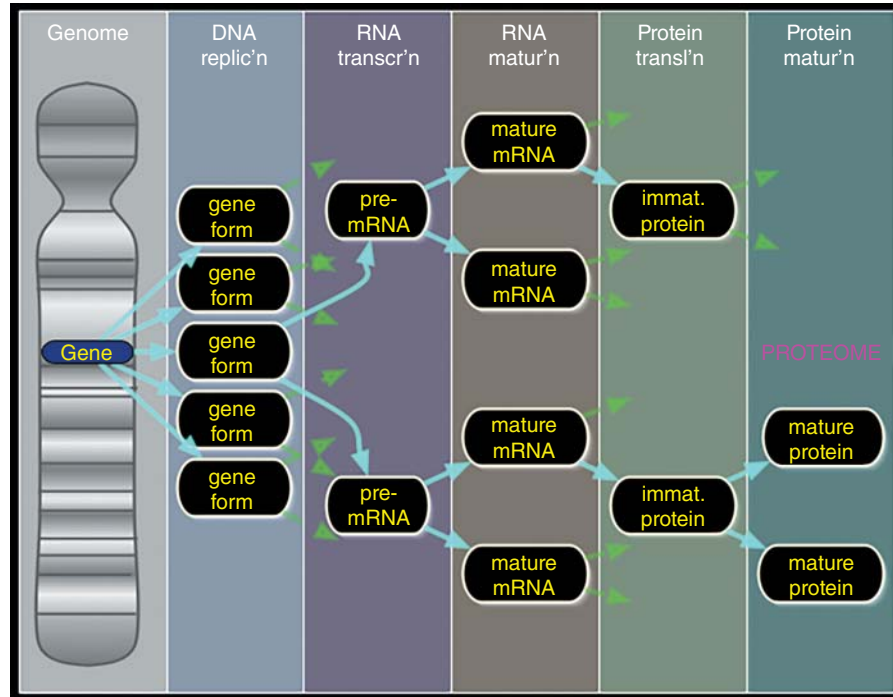 Genome
DNA
replic'n
RNA
transcr'n
RNA
matur'n
Protein
transl'n
Protein
matur'n
Gene
gene
form
gene
form
gene
form
gene
form
gene
form
pre-
mRNA
pre-
mRNA
mature
mRNA
mature
mRNA
mature
mRNA
mature
mRNA
immat.
protein
immat.
protein
PROTEOME
mature
protein
mature
protein